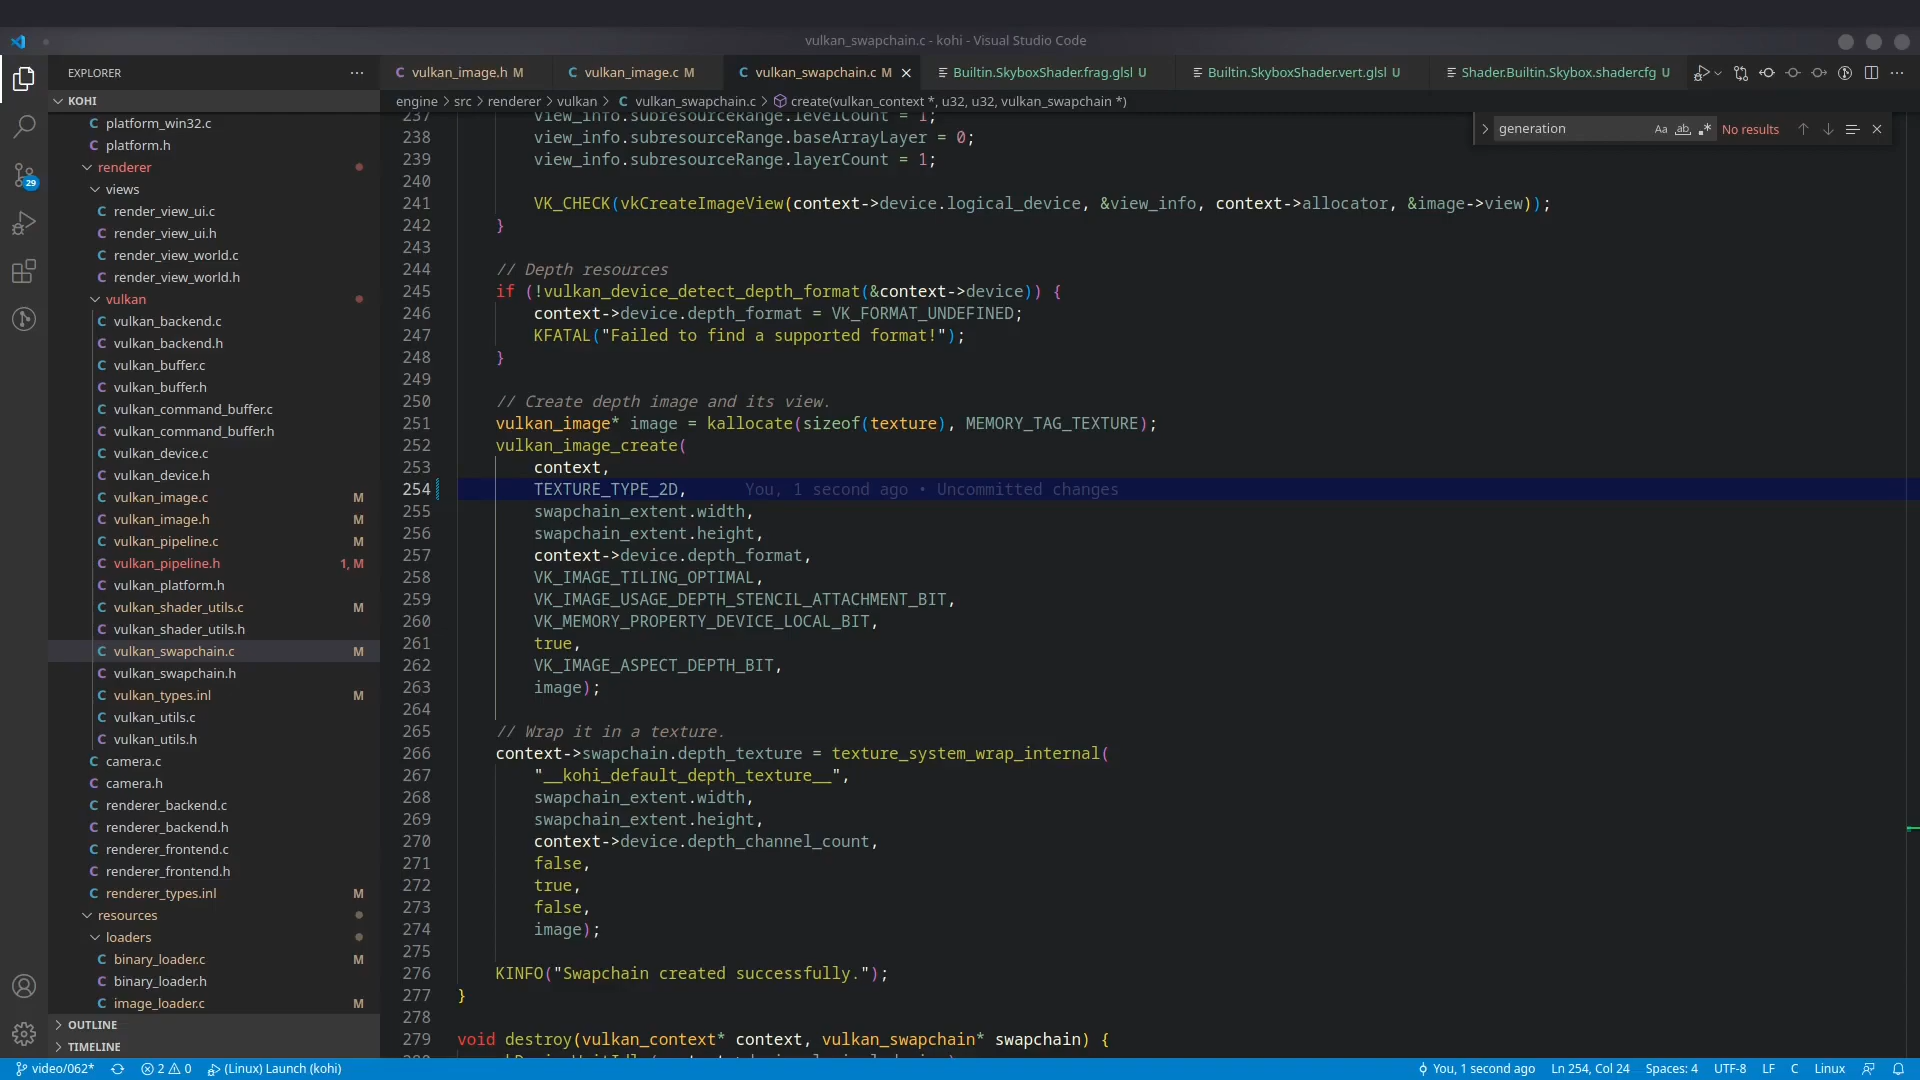 vulkan_swapchain.c - kohi - Visual Studio Code
EXPLORER
vulkan_image.h M
vulkan_image.c M
vulkan_swapchain.c M
Builtin.SkyboxShader.frag.glsl U
Builtin.SkyboxShader.vert.glsl U
Shader.Builtin.Skybox.shadercfg U
KOHI
engine > src > renderer > vulkan > C vulkan_swapchain.c > create(vulkan_context *, u32, u32, vulkan_swapchain *)
generation
Aa ab .* No results
platform_win32.c
platform.h
renderer
views
render_view_ui.c
render_view_ui.h
render_view_world.c
render_view_world.h
vulkan
vulkan_backend.c
vulkan_backend.h
vulkan_buffer.c
vulkan_buffer.h
vulkan_command_buffer.c
vulkan_command_buffer.h
vulkan_device.c
vulkan_device.h
vulkan_image.c M
vulkan_image.h M
vulkan_pipeline.c M
vulkan_pipeline.h 1, M
vulkan_platform.h
vulkan_shader_utils.c M
vulkan_shader_utils.h
vulkan_swapchain.c M
vulkan_swapchain.h
vulkan_types.inl M
vulkan_utils.c
vulkan_utils.h
camera.c
camera.h
renderer_backend.c
renderer_backend.h
renderer_frontend.c
renderer_frontend.h
renderer_types.inl M
resources
loaders
binary_loader.c M
binary_loader.h
image_loader.c M
OUTLINE
TIMELINE
29
237 view_info.subresourceRange.levelCount = 1;
238 view_info.subresourceRange.baseArrayLayer = 0;
239 view_info.subresourceRange.layerCount = 1;
240
241 VK_CHECK(vkCreateImageView(context->device.logical_device, &view_info, context->allocator, &image->view));
242 }
243
244 // Depth resources
245 if (!vulkan_device_detect_depth_format(&context->device)) {
246 context->device.depth_format = VK_FORMAT_UNDEFINED;
247 KFATAL("Failed to find a supported format!");
248 }
249
250 // Create depth image and its view.
251 vulkan_image* image = kallocate(sizeof(texture), MEMORY_TAG_TEXTURE);
252 vulkan_image_create(
253 context,
254 TEXTURE_TYPE_2D, You, 1 second ago • Uncommitted changes
255 swapchain_extent.width,
256 swapchain_extent.height,
257 context->device.depth_format,
258 VK_IMAGE_TILING_OPTIMAL,
259 VK_IMAGE_USAGE_DEPTH_STENCIL_ATTACHMENT_BIT,
260 VK_MEMORY_PROPERTY_DEVICE_LOCAL_BIT,
261 true,
262 VK_IMAGE_ASPECT_DEPTH_BIT,
263 image);
264
265 // Wrap it in a texture.
266 context->swapchain.depth_texture = texture_system_wrap_internal(
267 "__kohi_default_depth_texture__",
268 swapchain_extent.width,
269 swapchain_extent.height,
270 context->device.depth_channel_count,
271 false,
272 true,
273 false,
274 image);
275
276 KINFO("Swapchain created successfully.");
277 }
278
279 void destroy(vulkan_context* context, vulkan_swapchain* swapchain) {
video/062* 2 0 (Linux) Launch (kohi) You, 1 second ago Ln 254, Col 24 Spaces: 4 UTF-8 LF C Linux